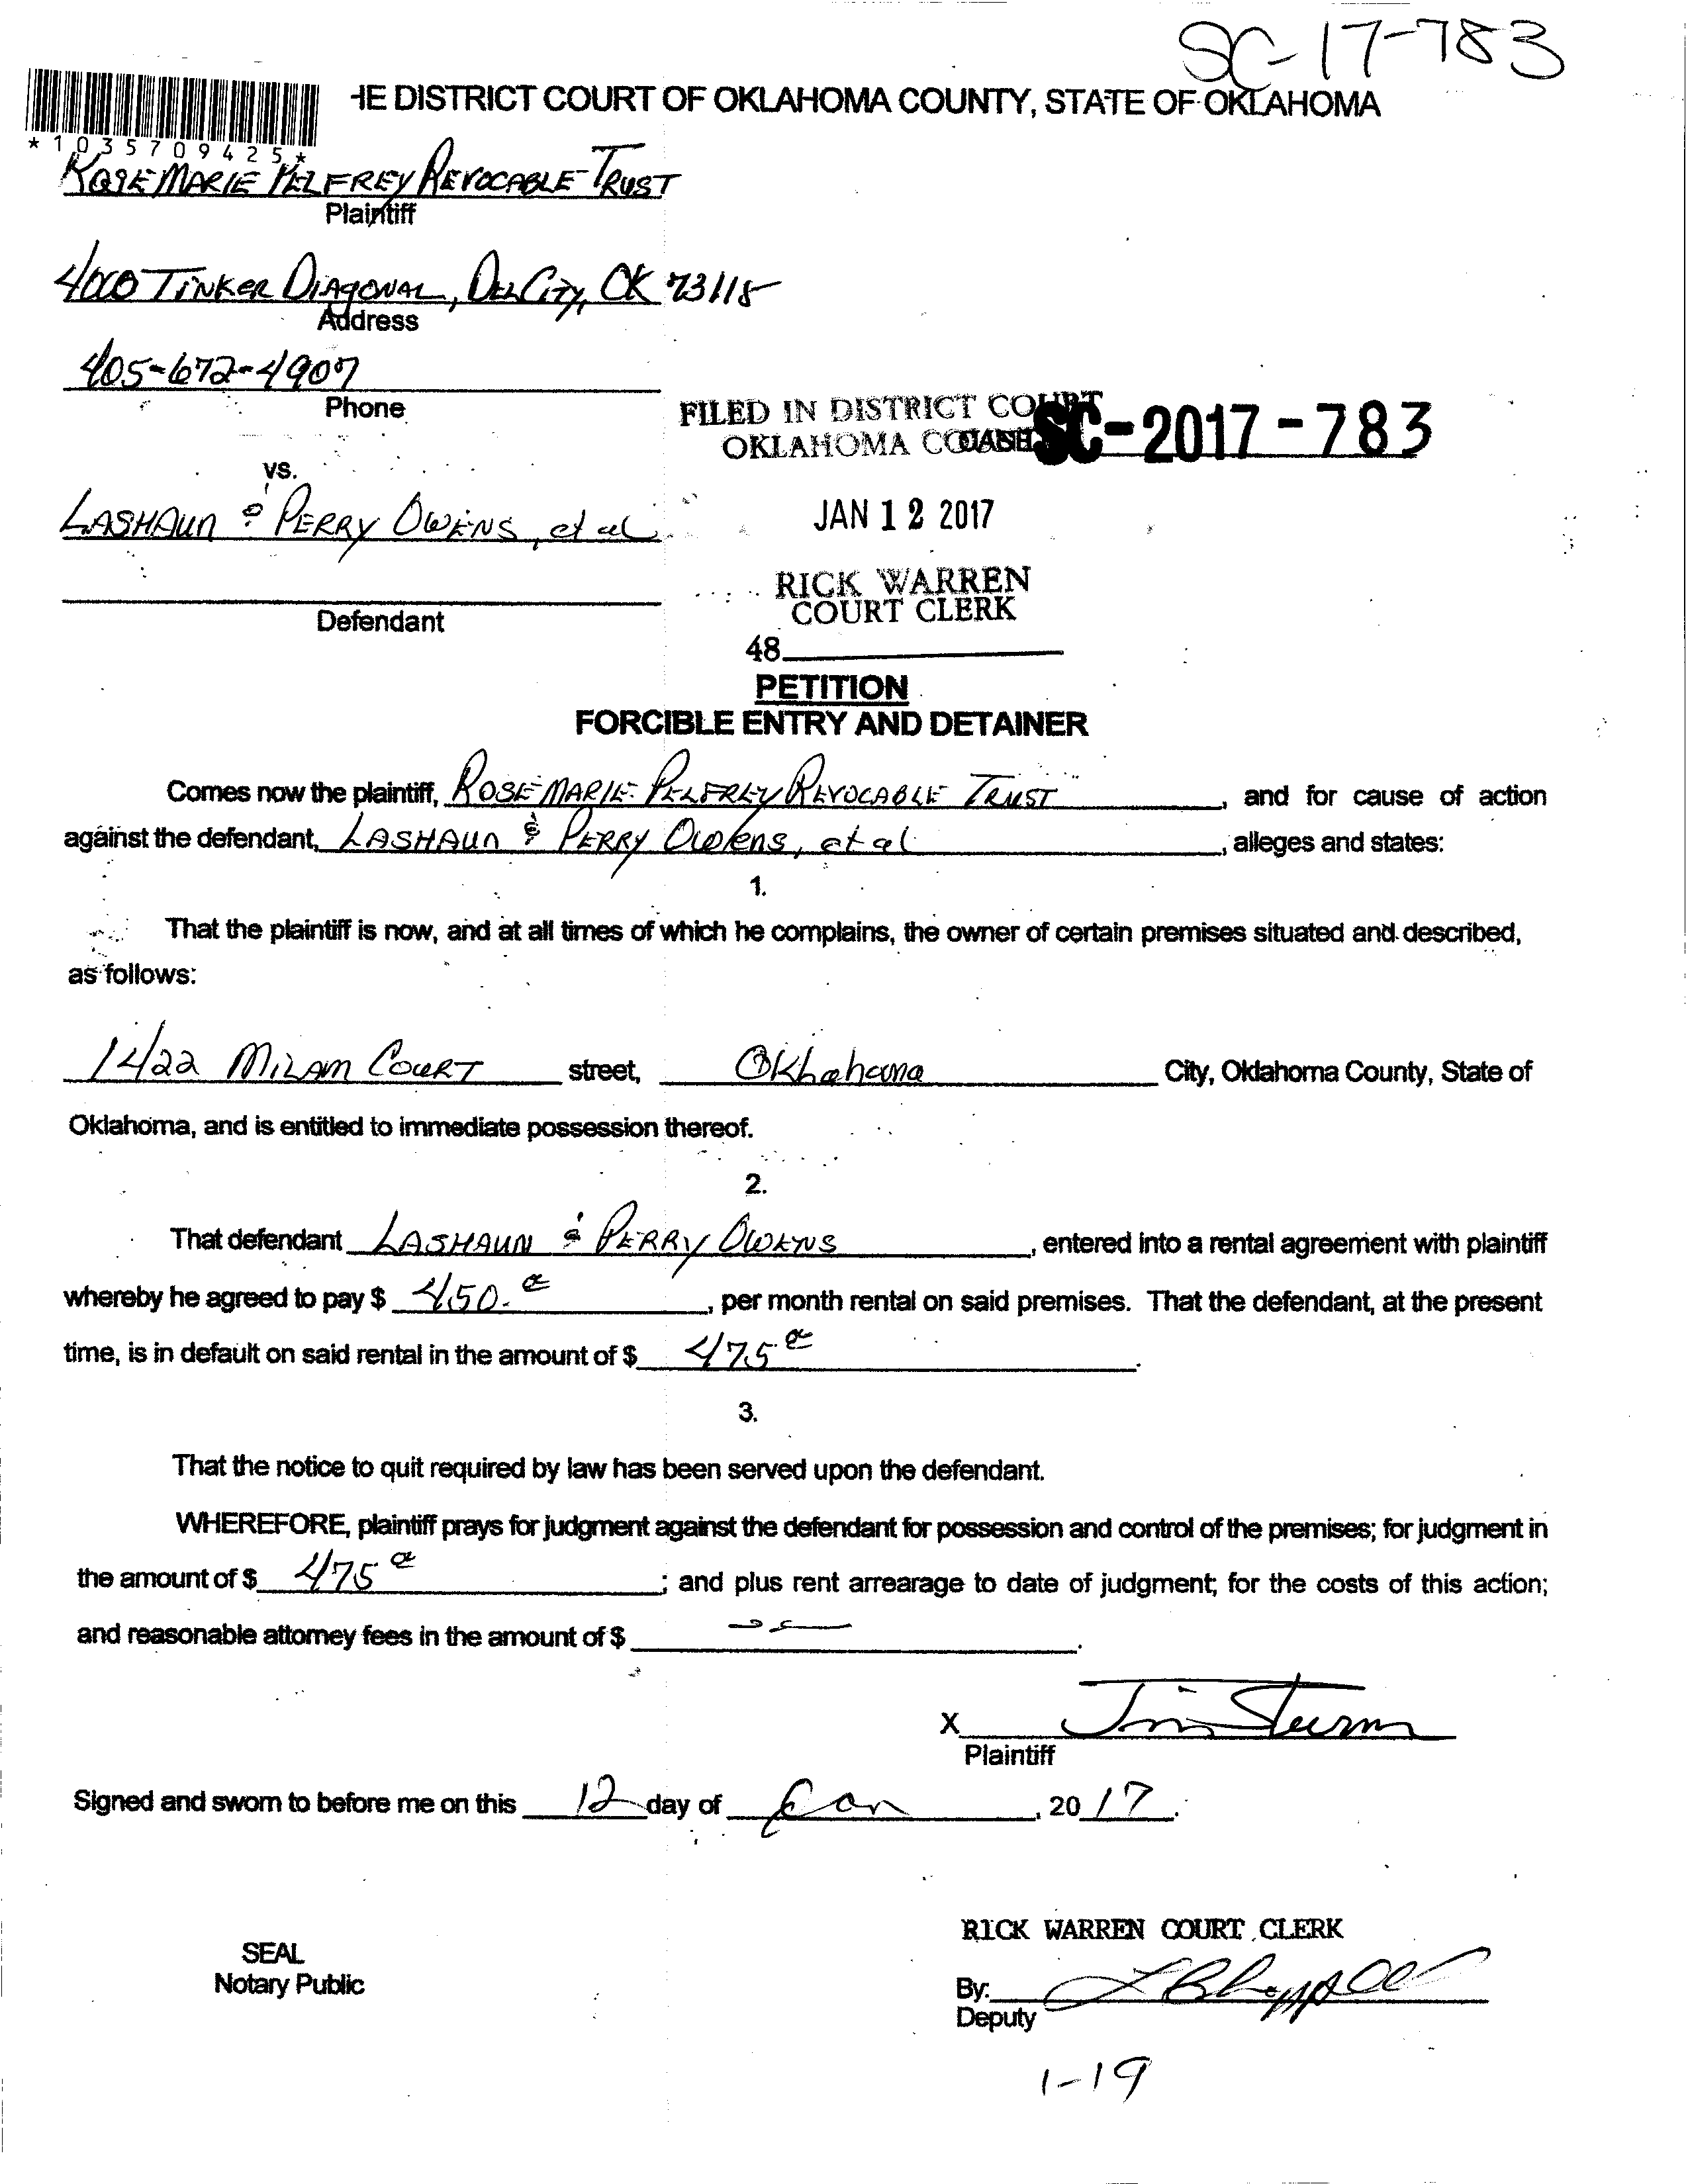 SC-17-783
HE DISTRICT COURT OF OKLAHOMA COUNTY, STATE OF OKLAHOMA
*1035709425*
ROSE MARIE PELFREY REVOCABLE TRUST
Plaintiff
4000 TINKER DIAGONAL, DEL CITY, OK 73115
Address
405-672-4907
Phone
FILED IN DISTRICT COURT
OKLAHOMA SC-2017-783
vs.
LASHAUN & PERRY OWENS, et al
JAN 12 2017
RICK WARREN
COURT CLERK
Defendant
48
PETITION
FORCIBLE ENTRY AND DETAINER
Comes now the plaintiff, ROSE MARIE PELFREY REVOCABLE TRUST, and for cause of action
against the defendant, LASHAUN & PERRY OWENS, et al, alleges and states:
1.
That the plaintiff is now, and at all times of which he complains, the owner of certain premises situated and described,
as follows:
1422 MILAM COURT street, Oklahoma City, Oklahoma County, State of
Oklahoma, and is entitled to immediate possession thereof.
2.
That defendant LASHAUN & PERRY OWENS, entered into a rental agreement with plaintiff
whereby he agreed to pay $ 450., per month rental on said premises. That the defendant, at the present
time, is in default on said rental in the amount of $ 475.
3.
That the notice to quit required by law has been served upon the defendant.
WHEREFORE, plaintiff prays for judgment against the defendant for possession and control of the premises; for judgment in
the amount of $ 475; and plus rent arrearage to date of judgment; for the costs of this action;
and reasonable attorney fees in the amount of $
X
Plaintiff
Signed and sworn to before me on this 12 day of Jan, 2017.
RICK WARREN COURT CLERK
SEAL
Notary Public
By:
Deputy
1-19